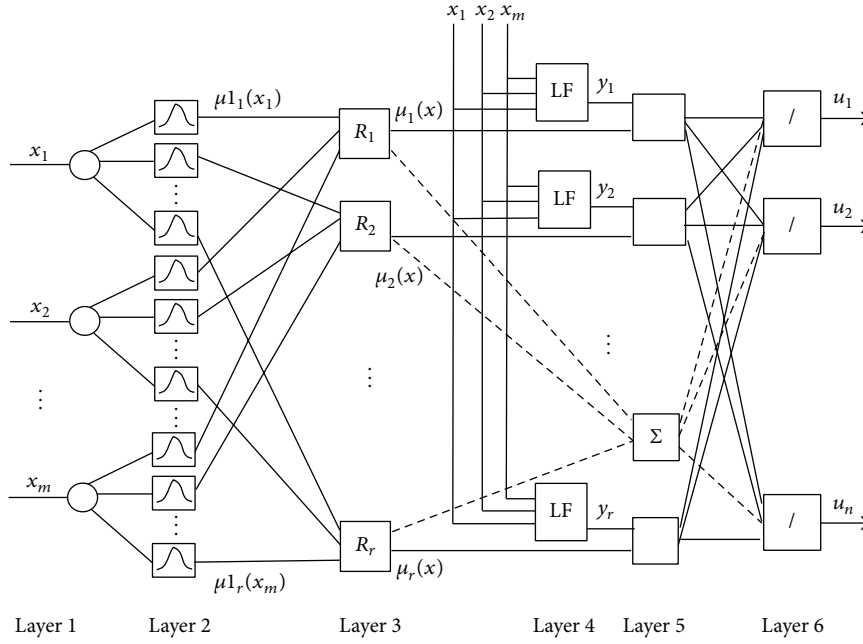 x₁ x₂ xₘ
μ1₁(x₁)
x₁
R₁
μ₁(x)
LF
y₁
/
u₁
R₂
μ₂(x)
LF
y₂
/
u₂
x₂
⋮
xₘ
Σ
Rᵣ
μ1ᵣ(xₘ)
μᵣ(x)
LF
yᵣ
/
uₙ
Layer 1 Layer 2 Layer 3 Layer 4 Layer 5 Layer 6